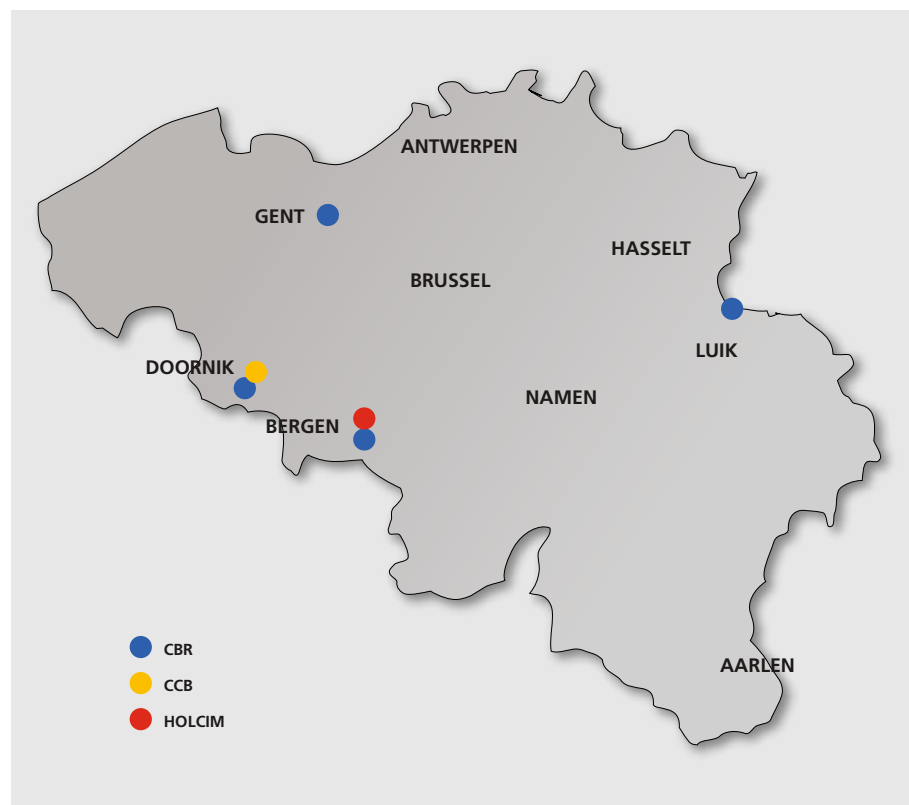 ANTWERPEN
GENT
HASSELT
BRUSSEL
LUIK
DOORNIK
NAMEN
BERGEN
AARLEN
CBR
CCB
HOLCIM